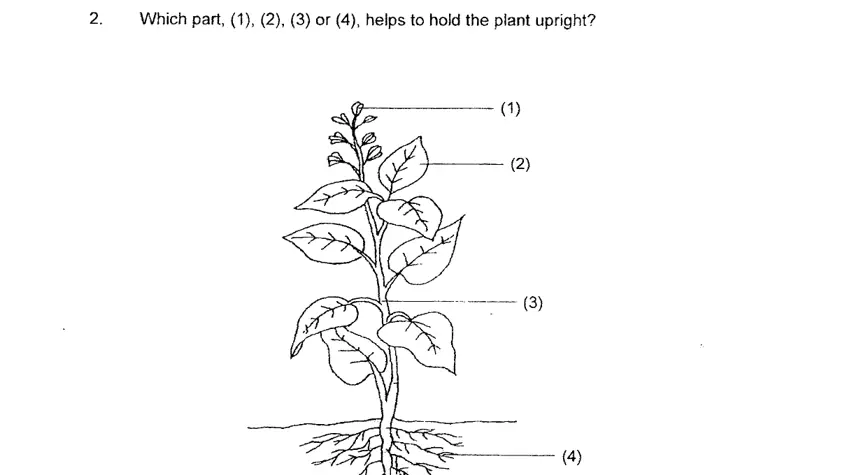 2. Which part, (1), (2), (3) or (4), helps to hold the plant upright?
(1)
(2)
(3)
(4)